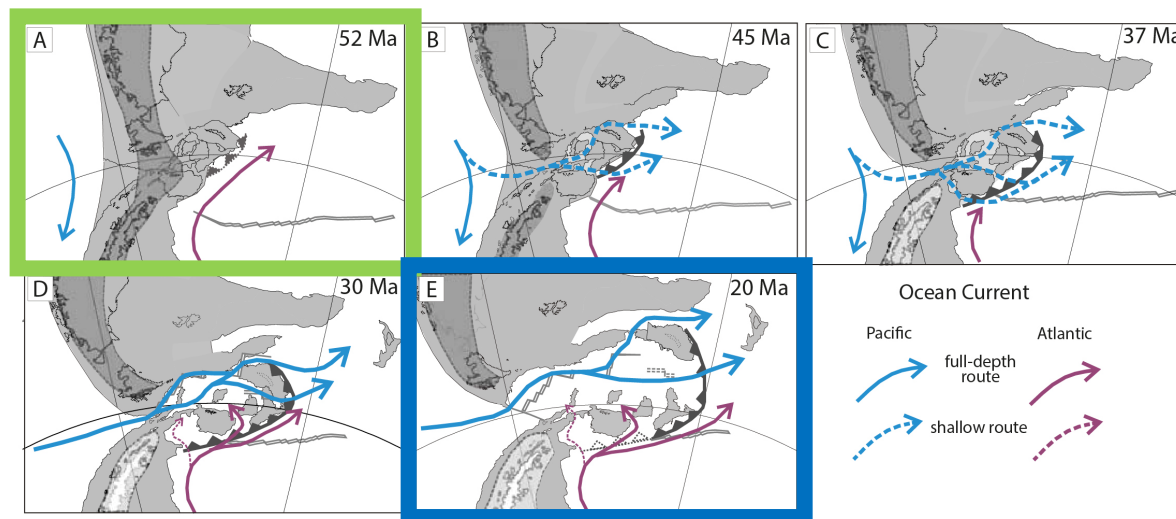 A
52 Ma
B
45 Ma
C
37 Ma
D
30 Ma
E
20 Ma
Ocean Current
Pacific
Atlantic
full-depth
route
shallow route